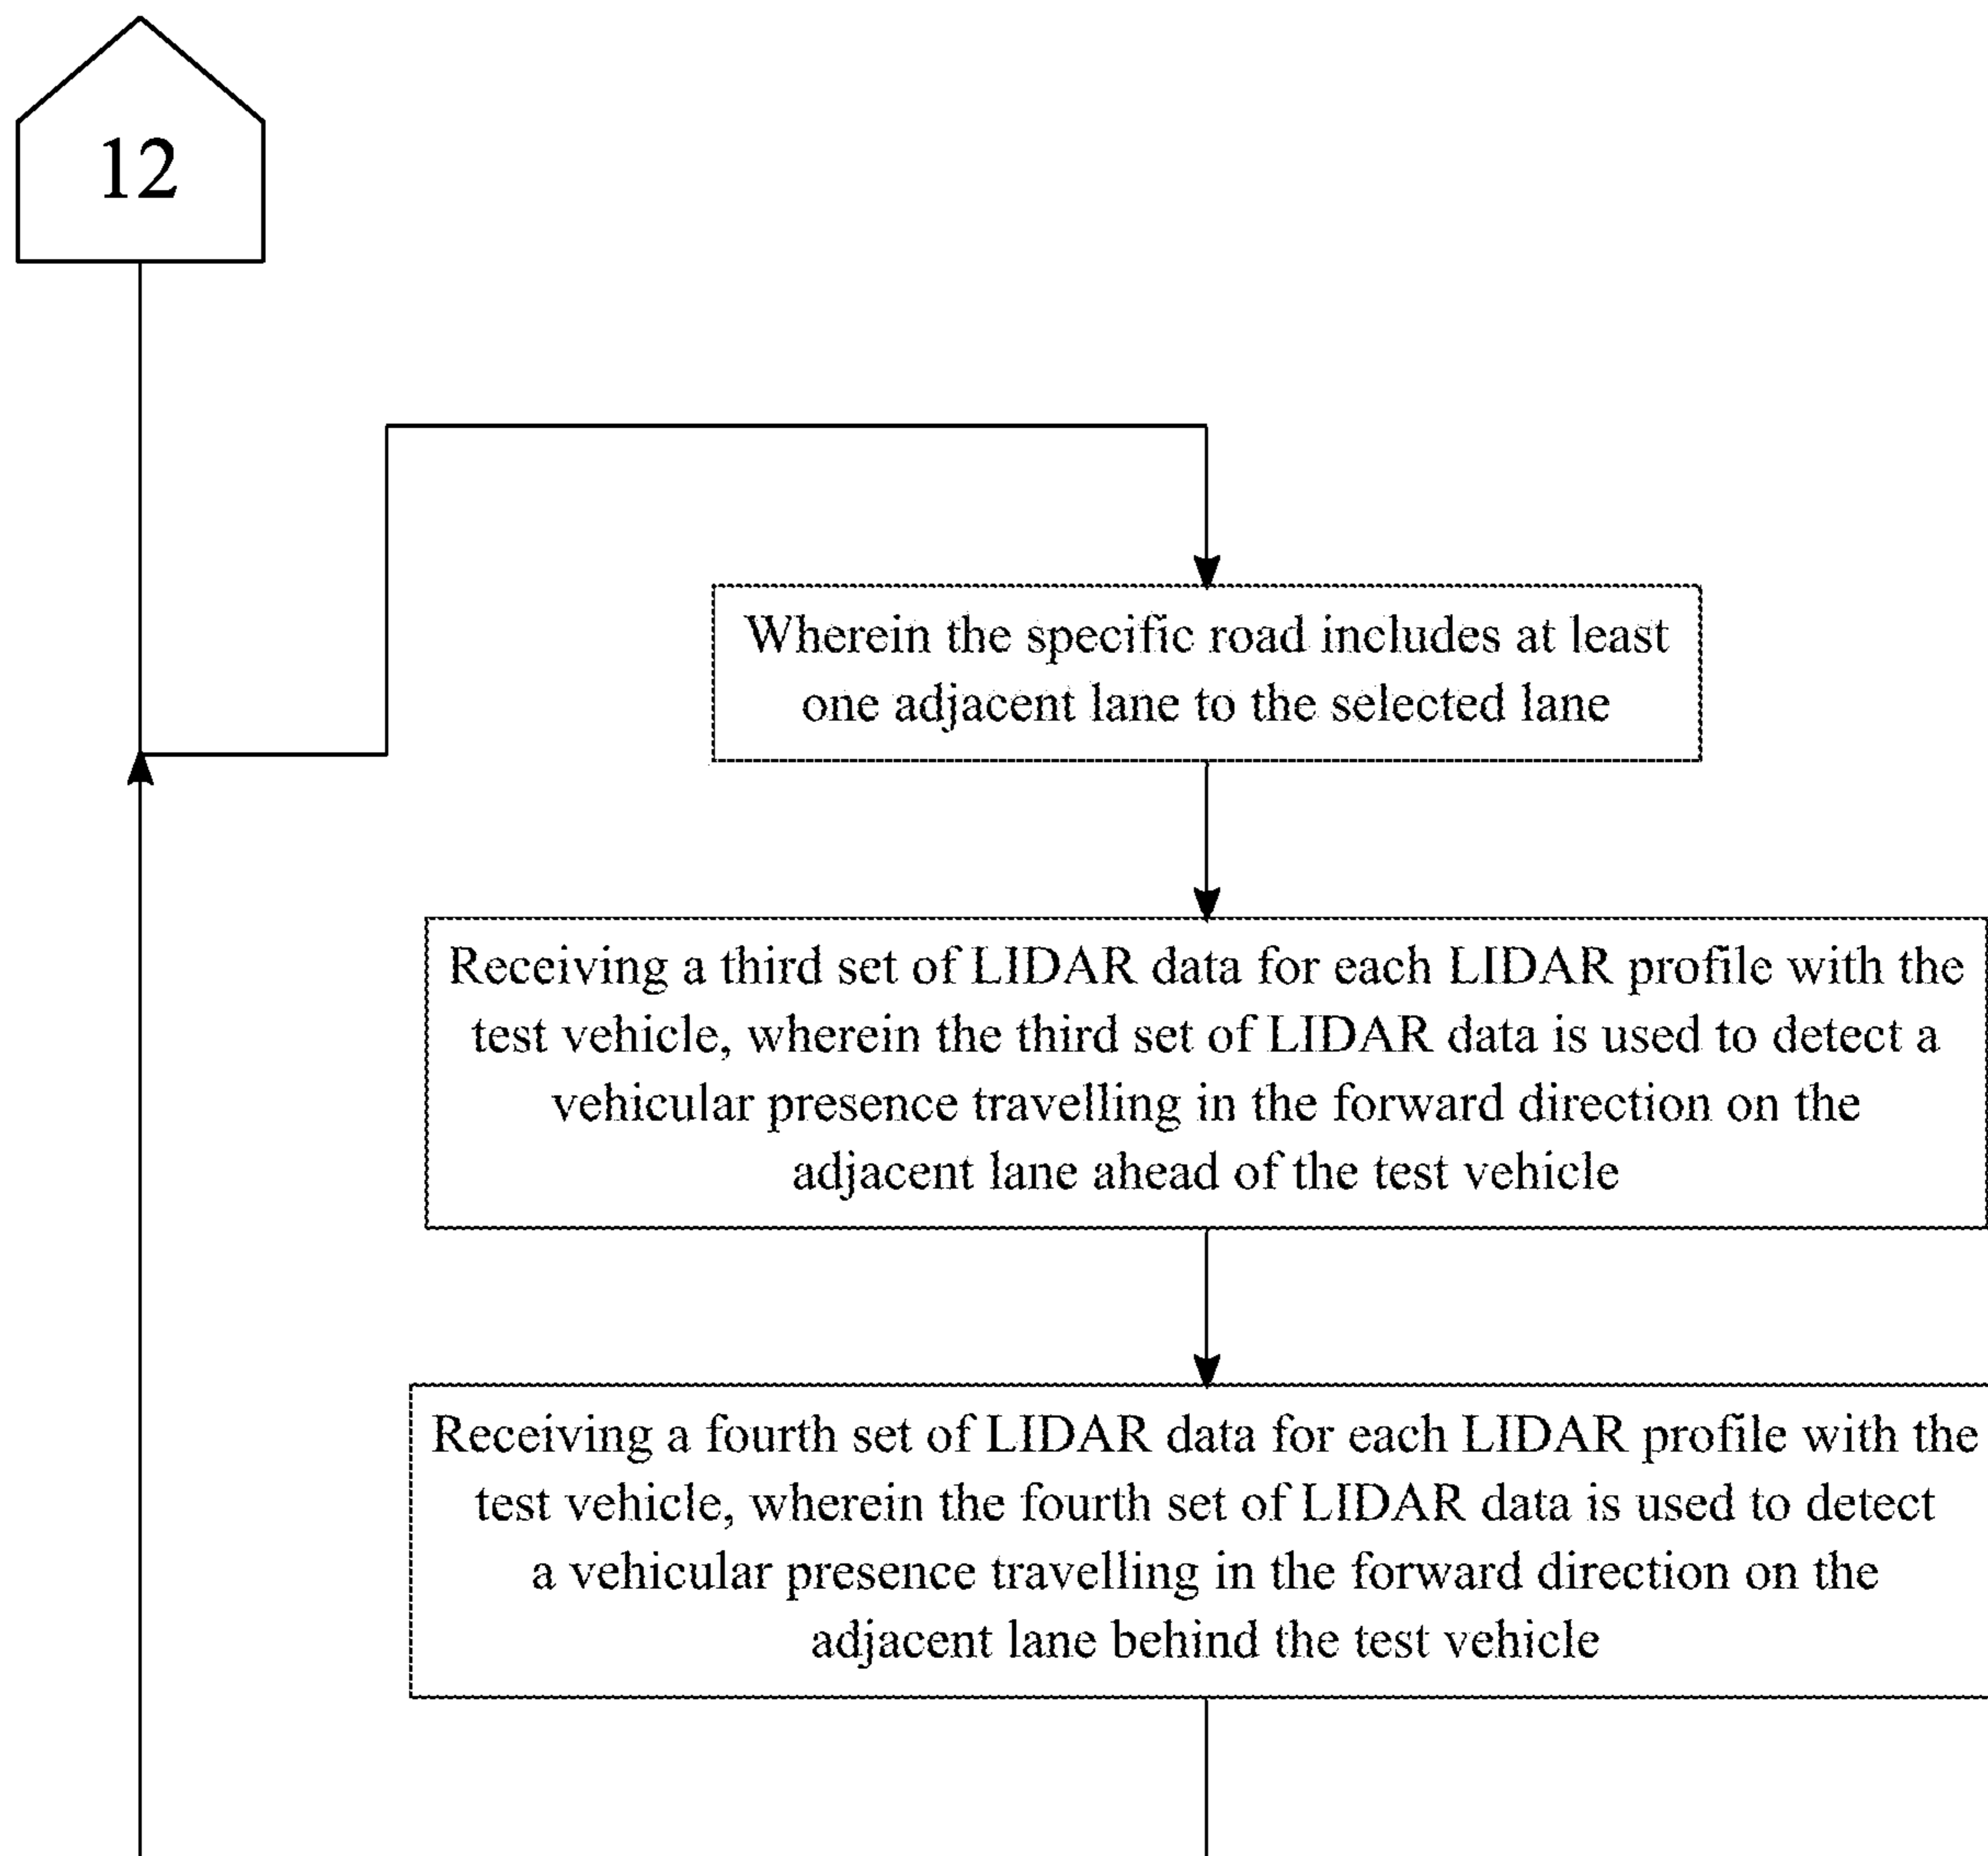 12
Wherein the specific road includes at least
one adjacent lane to the selected lane
Receiving a third set of LIDAR data for each LIDAR profile with the
test vehicle, wherein the third set of LIDAR data is used to detect a
vehicular presence travelling in the forward direction on the
adjacent lane ahead of the test vehicle
Receiving a fourth set of LIDAR data for each LIDAR profile with the
test vehicle, wherein the fourth set of LIDAR data is used to detect
a vehicular presence travelling in the forward direction on the
adjacent lane behind the test vehicle